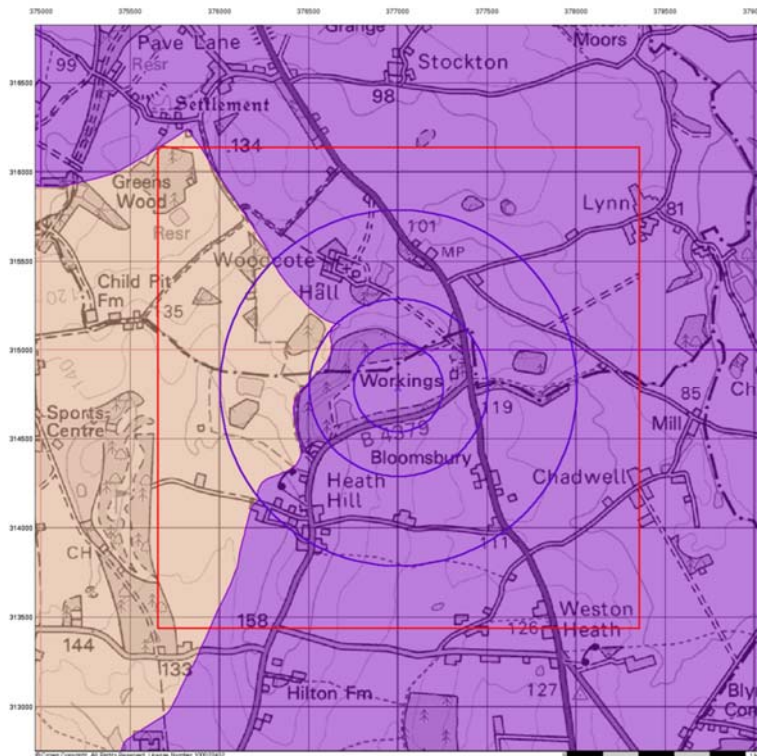 375000 375500 376000 376500 377000 377500 378000 378500
316500
316000
315500
315000
314500
314000
313500
313000
Grange
Moors
Pave Lane
Resr
Stockton
99
Settlement
98
134
Greens
Wood
Lynn
81
Resr
101
MP
Woodcote
Hall
Child Pit
Fm
135
120
140
Workings
Sports
Centre
119
85
Mill
B 4379
Bloomsbury
Heath
Hill
Chadwell
CH
111
158
Weston
Heath
126
144
133
Hilton Fm
127